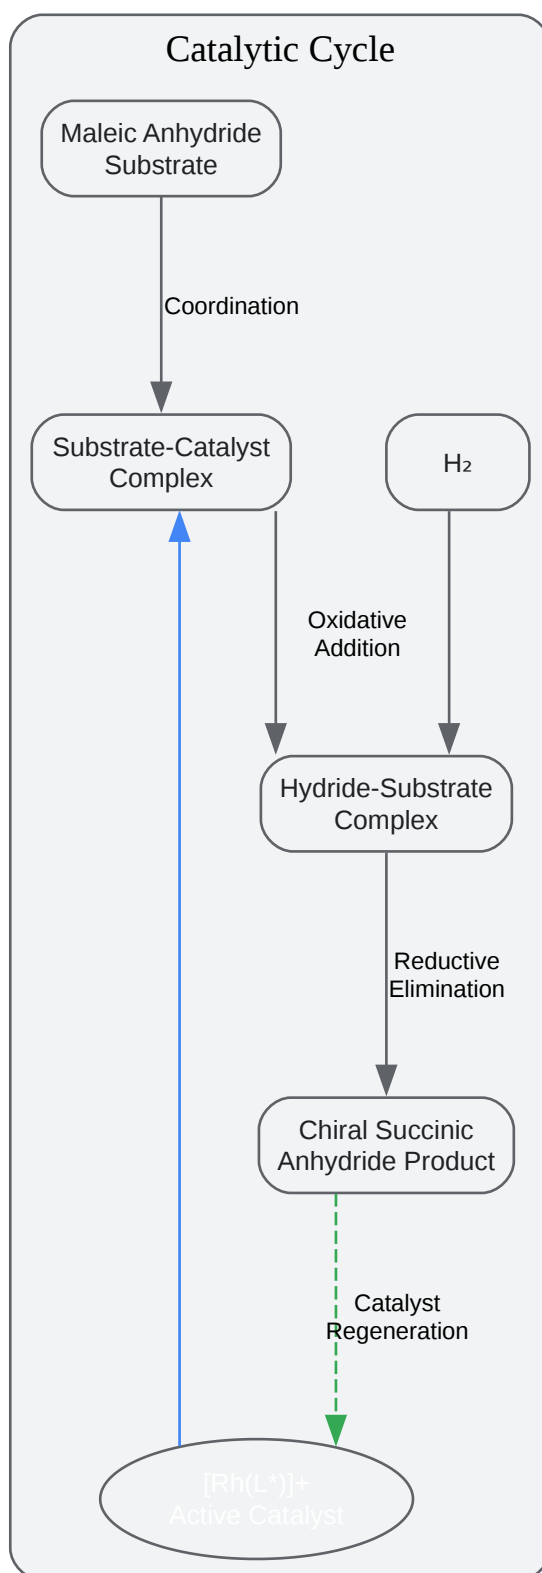 Catalytic Cycle
Maleic Anhydride
Substrate
Coordination
Substrate-Catalyst
Complex
H₂
Oxidative
Addition
Hydride-Substrate
Complex
Reductive
Elimination
Chiral Succinic
Anhydride Product
Catalyst
Regeneration
[Rh(L*)]+
Active Catalyst